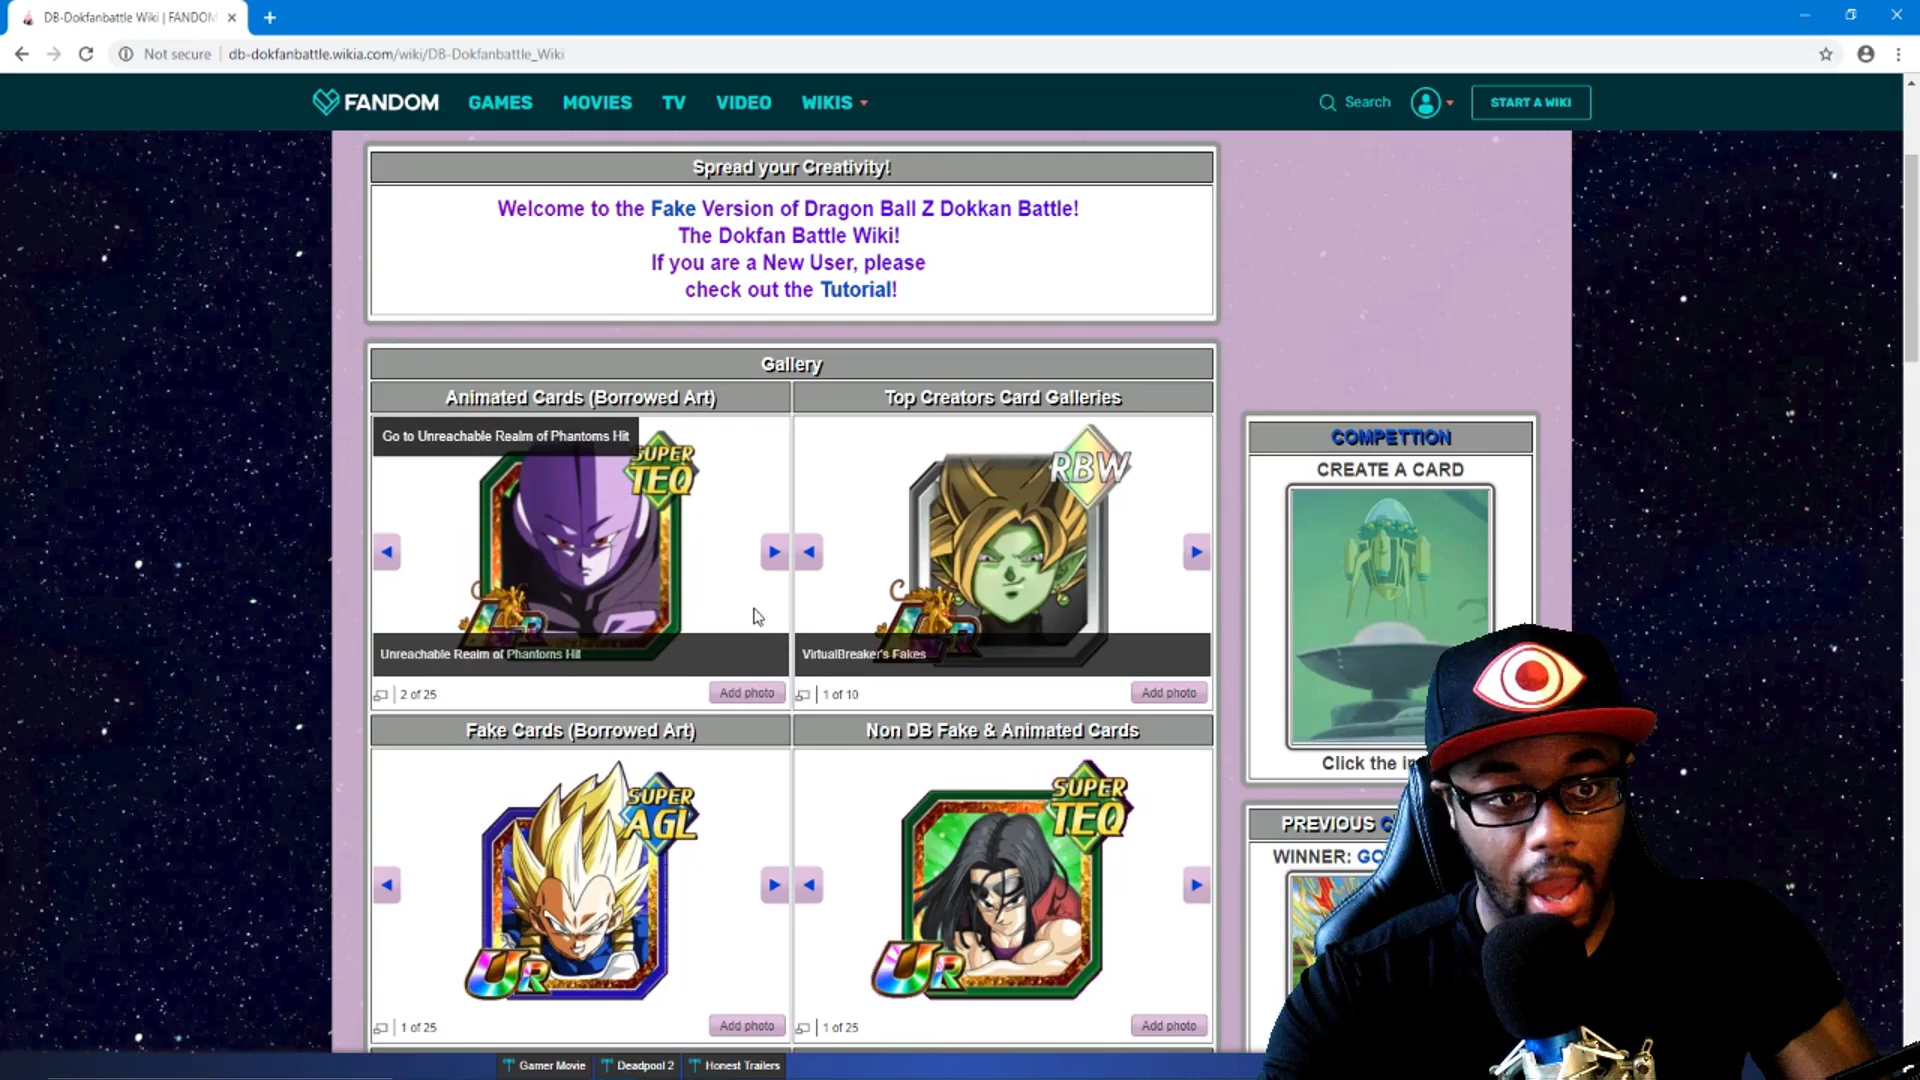 DB-Dokfanbattle Wiki | FANDOM
Not secure
db-dokfanbattle.wikia.com/wiki/DB-Dokfanbattle_Wiki
FANDOM
GAMES
MOVIES
TV
VIDEO
WIKIS
Search
START A WIKI
Spread your Creativity!
Welcome to the Fake Version of Dragon Ball Z Dokkan Battle!
The Dokfan Battle Wiki!
If you are a New User, please
check out the Tutorial!
Gallery
Animated Cards (Borrowed Art)
Top Creators Card Galleries
Go to Unreachable Realm of Phantoms Hit
SUPER
TEQ
LR
Unreachable Realm of Phantoms Hit
2 of 25
Add photo
RBW
LR
VirtualBreaker's Fakes
1 of 10
Add photo
COMPETTION
CREATE A CARD
Click the
Fake Cards (Borrowed Art)
Non DB Fake & Animated Cards
SUPER
AGL
UR
1 of 25
Add photo
SUPER
TEQ
UR
1 of 25
Add photo
PREVIOUS
WINNER:
Gamer Movie
Deadpool 2
Honest Trailers